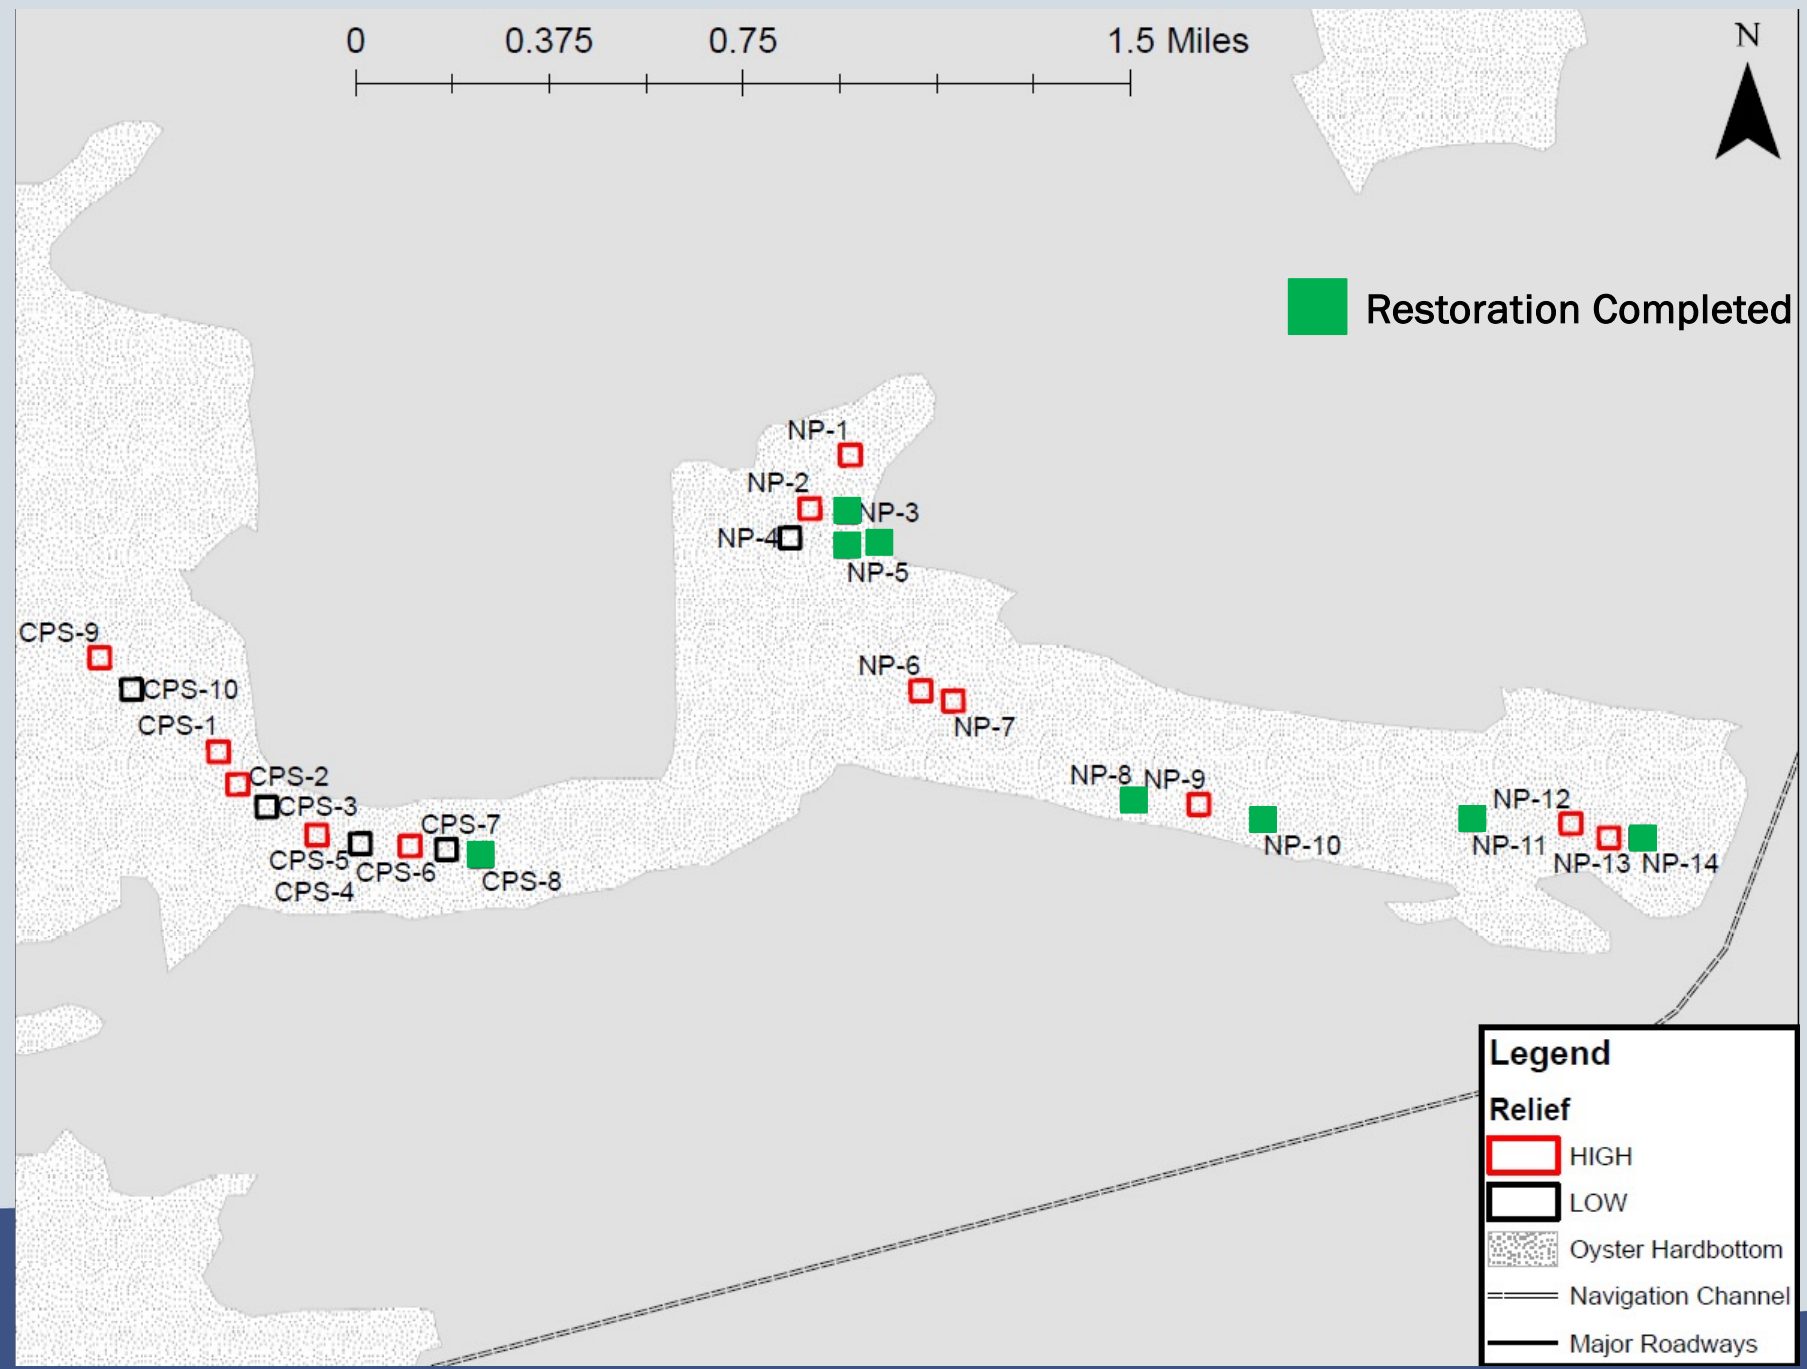 0 0.375 0.75 1.5 Miles
N
Restoration Completed
NP-1
NP-2
NP-3
NP-4
NP-5
CPS-9
NP-6
CPS-10
CPS-1
NP-7
CPS-2
NP-8 NP-9
CPS-3
NP-12
CPS-7
NP-10
NP-11
CPS-5
CPS-6
NP-13 NP-14
CPS-8
CPS-4
Legend
Relief
HIGH
LOW
Oyster Hardbottom
Navigation Channel
Major Roadways